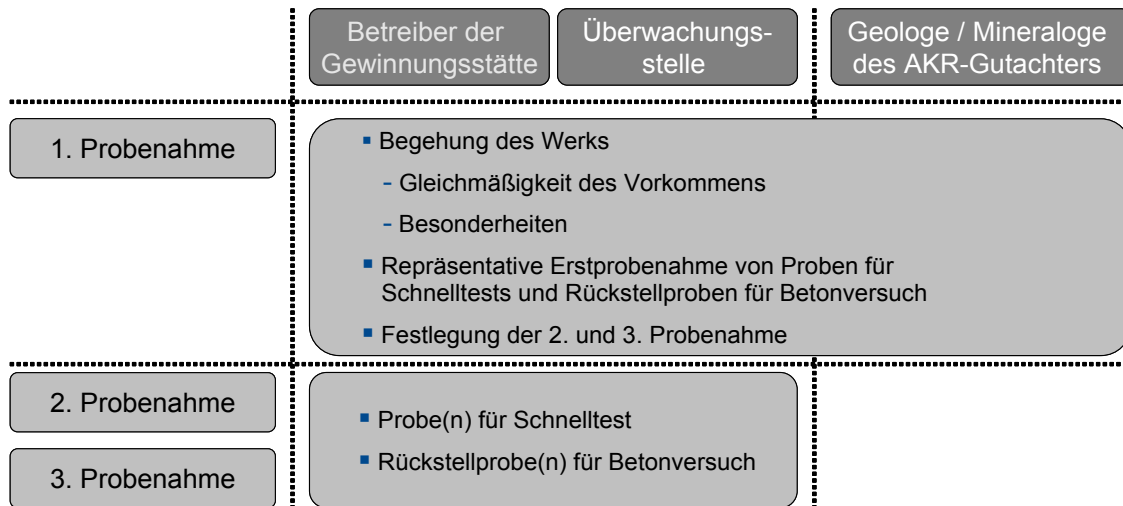 Betreiber der
Gewinnungsstätte
Überwachungs-
stelle
Geologe / Mineraloge
des AKR-Gutachters
1. Probenahme
▪ Begehung des Werks
- Gleichmäßigkeit des Vorkommens
- Besonderheiten
▪ Repräsentative Erstprobenahme von Proben für
Schnelltests und Rückstellproben für Betonversuch
▪ Festlegung der 2. und 3. Probenahme
2. Probenahme
3. Probenahme
▪ Probe(n) für Schnelltest
▪ Rückstellprobe(n) für Betonversuch